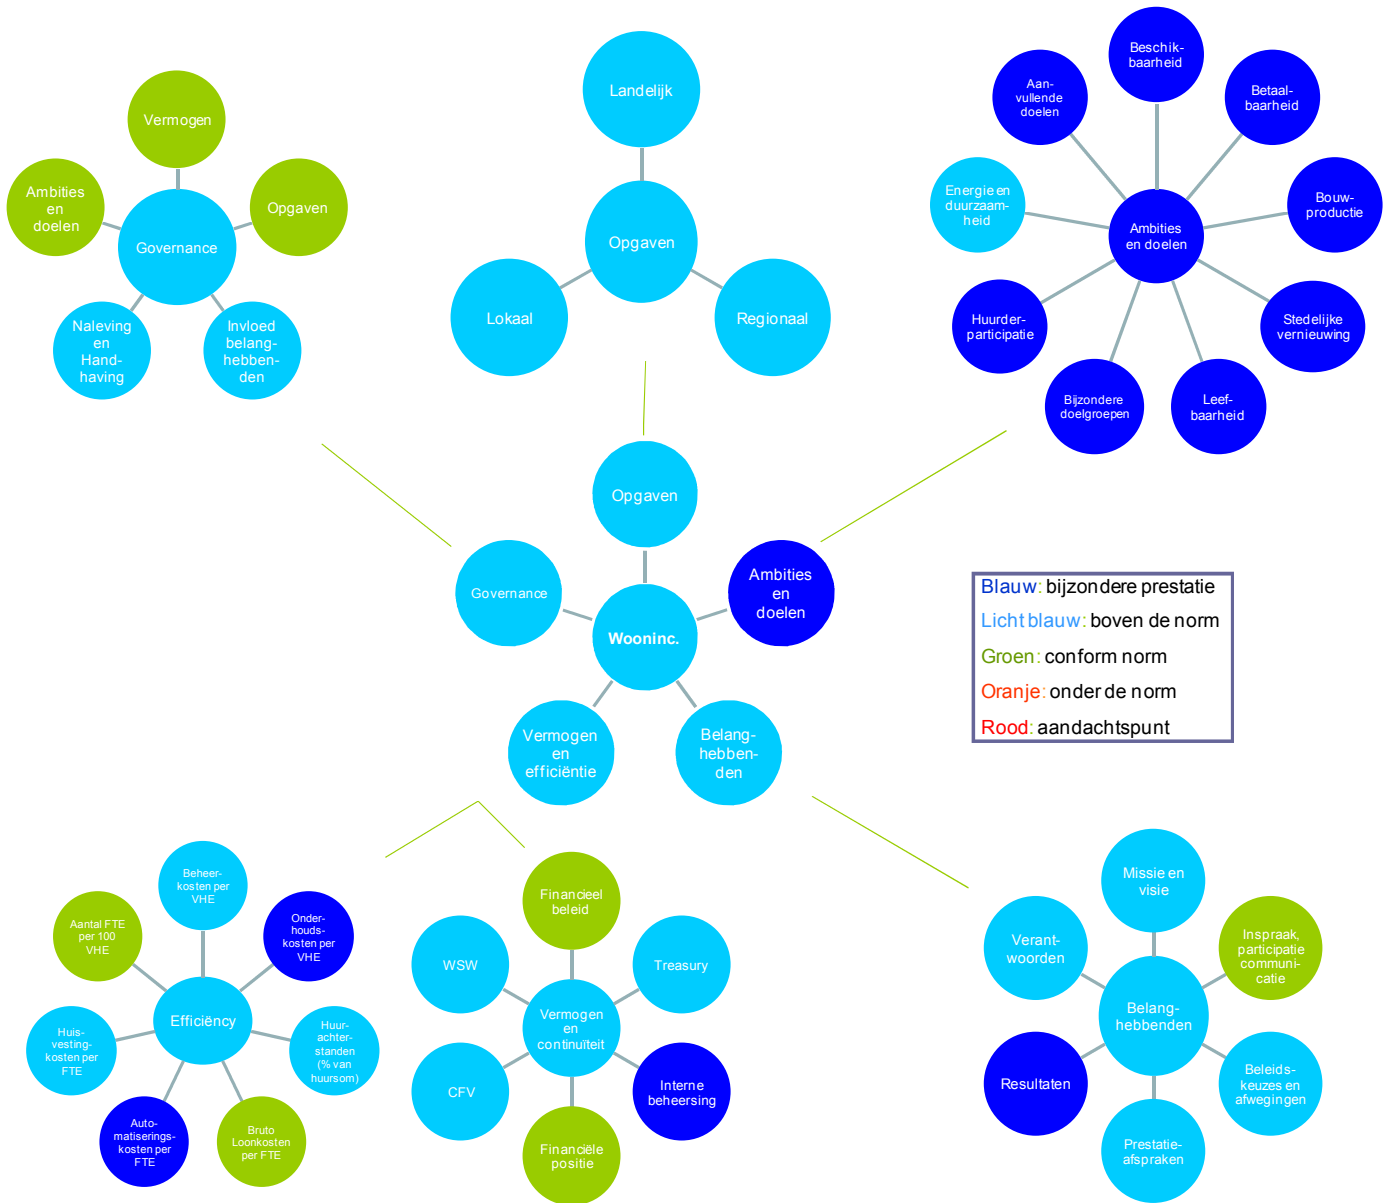 Vermogen
Ambities
en
doelen
Opgaven
Governance
Naleving
en
Hand-
having
Invloed
belang-
hebben-
den
Landelijk
Opgaven
Lokaal
Regionaal
Beschik-
baarheid
Aan-
vullende
doelen
Betaal-
baarheid
Energie en
duurzaam-
heid
Bouw-
productie
Ambities
en doelen
Huurder-
participatie
Stedelijke
vernieuwing
Bijzondere
doelgroepen
Leef-
baarheid
Opgaven
Governance
Ambities
en
doelen
Wooninc.
Vermogen
en
efficiëntie
Belang-
hebben-
den
Blauw: bijzondere prestatie
Licht blauw: boven de norm
Groen: conform norm
Oranje: onder de norm
Rood: aandachtspunt
Beheer-
kosten per
VHE
Aantal FTE
per 100
VHE
Onder-
houds-
kosten per
VHE
Efficiëncy
Huis-
vesting-
kosten per
FTE
Huur-
achter-
standen
(% van
huursom)
Auto-
matiserings-
kosten per
FTE
Bruto
Loonkosten
per FTE
Financieel
beleid
WSW
Treasury
Vermogen
en
continuïteit
CFV
Interne
beheersing
Financiële
positie
Missie en
visie
Verant-
woorden
Inspraak,
participatie
communi-
catie
Belang-
hebbenden
Resultaten
Beleids-
keuzes en
afwegingen
Prestatie-
afspraken